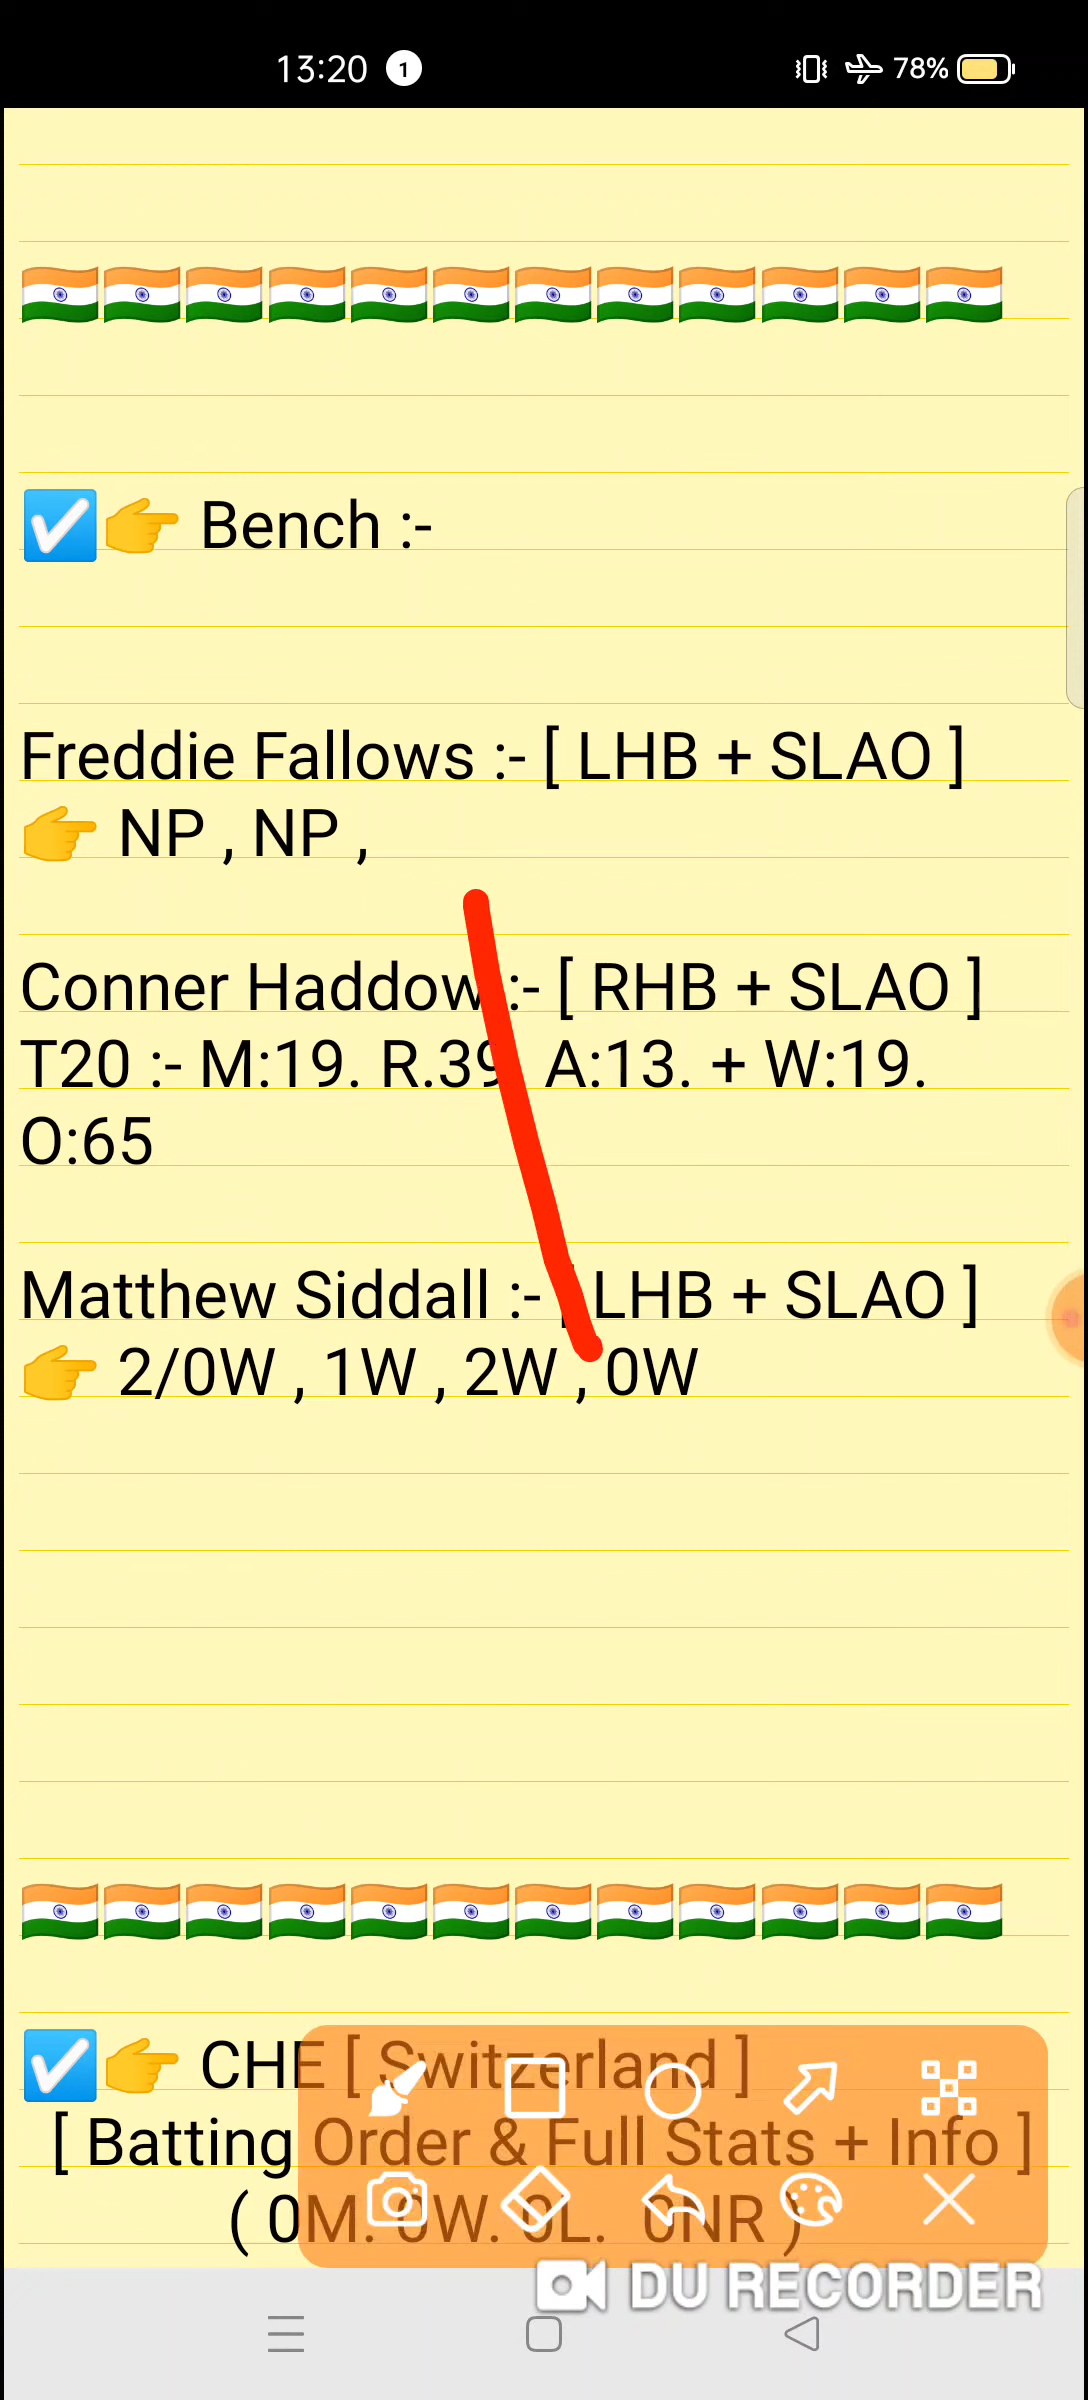 13:20 1 78%
Bench :-
Freddie Fallows :- [ LHB + SLAO ]
NP , NP ,
Conner Haddow :- [ RHB + SLAO ]
T20 :- M:19. R.39 A:13. + W:19.
O:65
Matthew Siddall :- [ LHB + SLAO ]
2/0W , 1W , 2W , 0W
CHE [ Switzerland ]
[ Batting Order & Full Stats + Info ]
( 0M. 0W. 0L. 0NR )
DU RECORDER